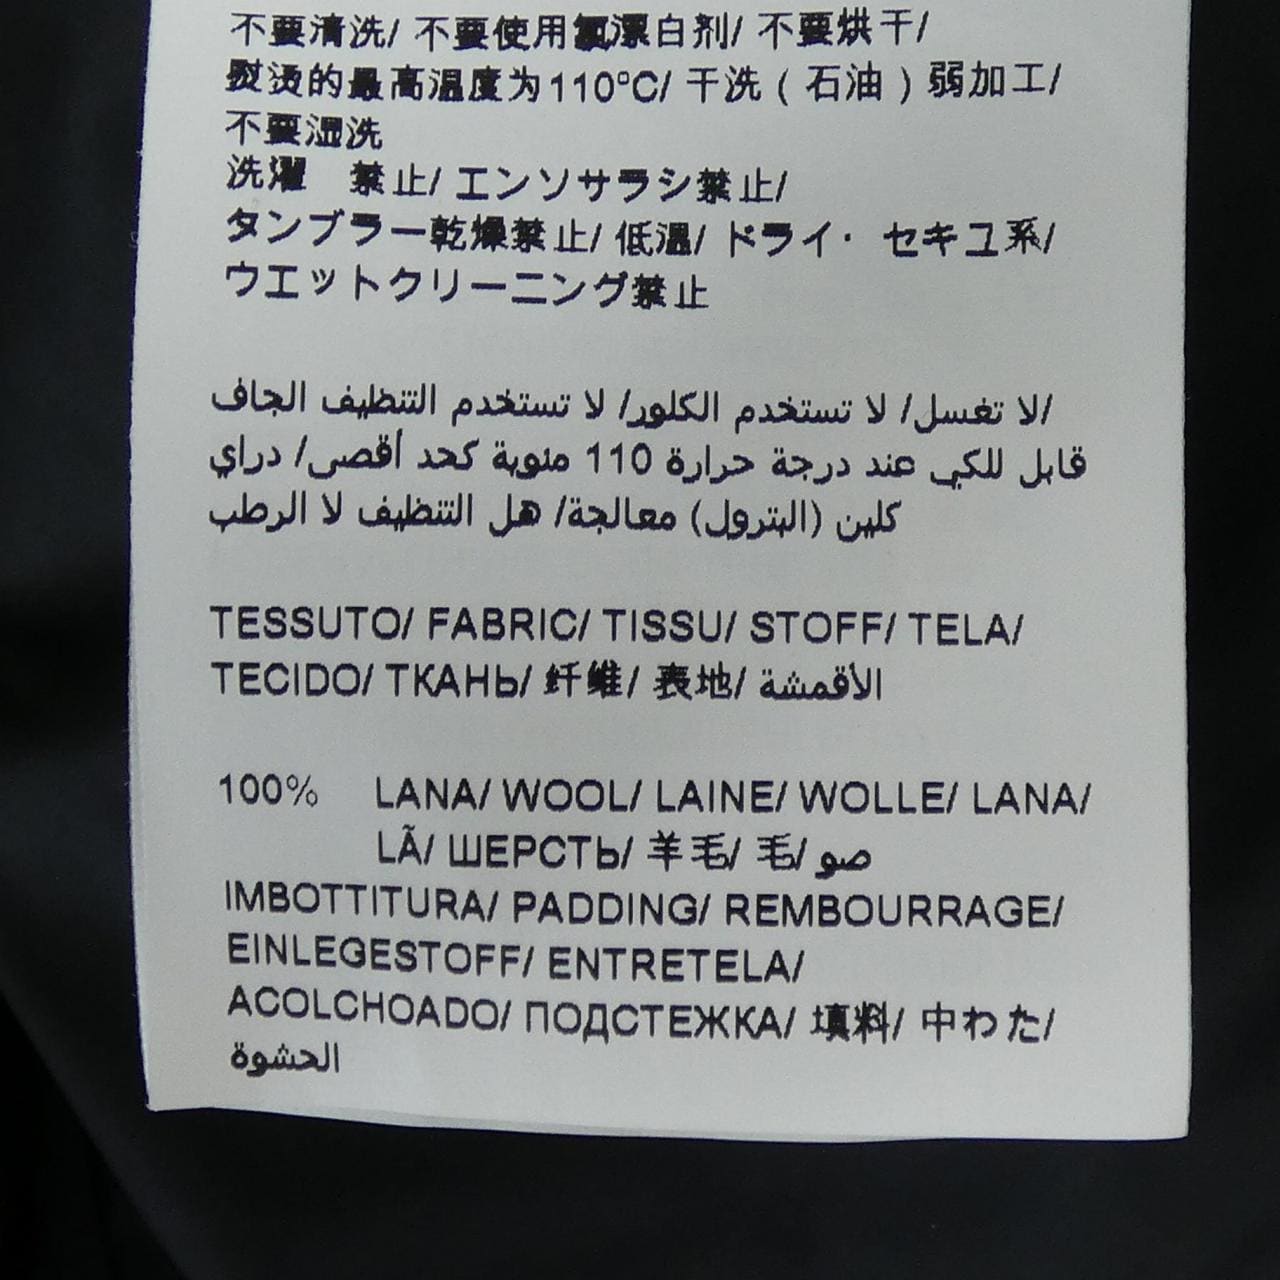 不要清洗/ 不要使用氯漂白剂/ 不要烘干/
熨烫的最高温度为110°C/ 干洗 ( 石油 ) 弱加工/
不要湿洗
洗濯 禁止/ エンソサラシ禁止/
タンブラー乾燥禁止/ 低温/ ドライ・ セキユ系/
ウエットクリーニング禁止
لا تغسل/ لا تستخدم الكلور/ لا تستخدم التنظيف الجاف/
قابل للكي عند درجة حرارة 110 مئوية كحد أقصى/ دراي
كلين (البترول) معالجة/ هل التنظيف لا الرطب
TESSUTO/ FABRIC/ TISSU/ STOFF/ TELA/
TECIDO/ ТКАНЬ/ 纤维/ 表地/ الأقمشة
100% LANA/ WOOL/ LAINE/ WOLLE/ LANA/
LÃ/ ШЕРСТЬ/ 羊毛/ 毛/ صو
IMBOTTITURA/ PADDING/ REMBOURRAGE/
EINLEGESTOFF/ ENTRETELA/
ACOLCHOADO/ ПОДСТЕЖКА/ 填料/ 中わた/
الحشوة